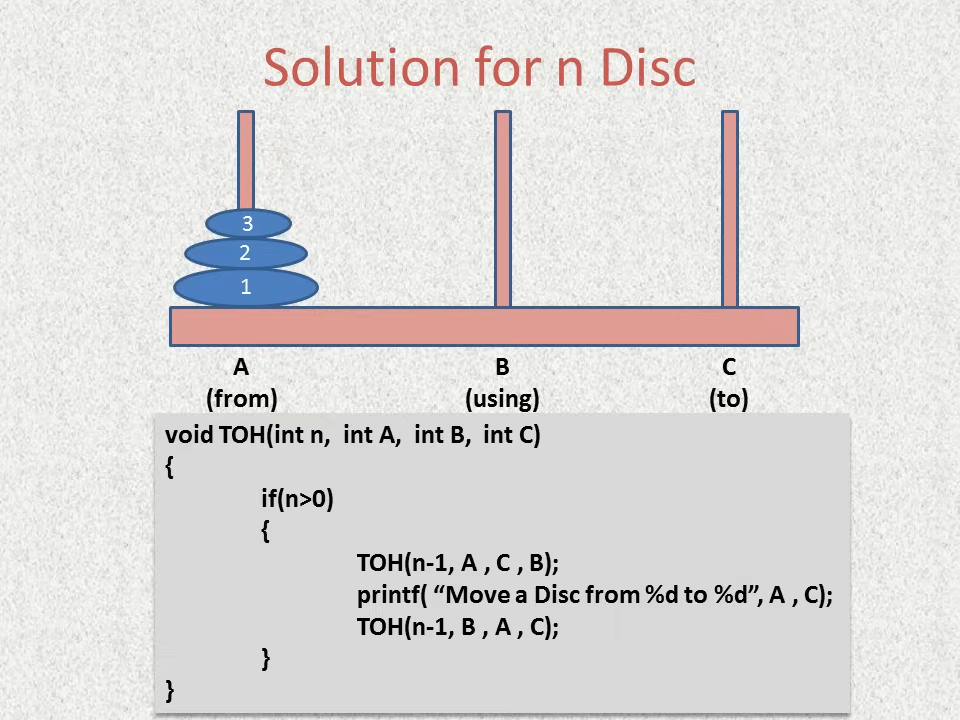 Solution for n Disc
3
2
1
A
B
C
(from)
(using)
(to)
void TOH(int n, int A, int B, int C)
{
if(n>0)
{
TOH(n-1, A , C , B);
printf( “Move a Disc from %d to %d”, A , C);
TOH(n-1, B , A , C);
}
}